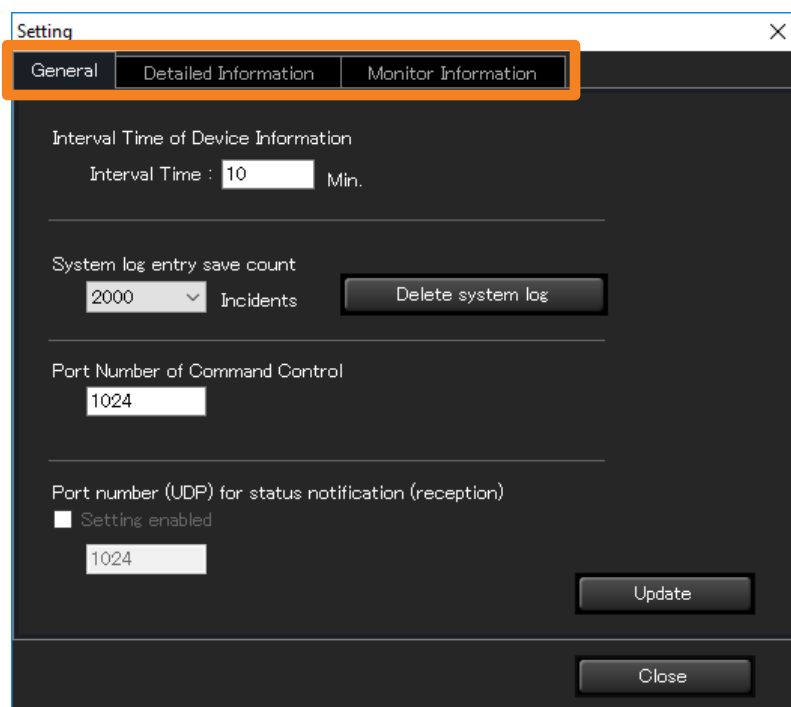 Setting
General Detailed Information Monitor Information
Interval Time of Device Information
Interval Time : 10 Min.
System log entry save count
2000 Incidents Delete system log
Port Number of Command Control
1024
Port number (UDP) for status notification (reception)
Setting enabled
1024
Update
Close